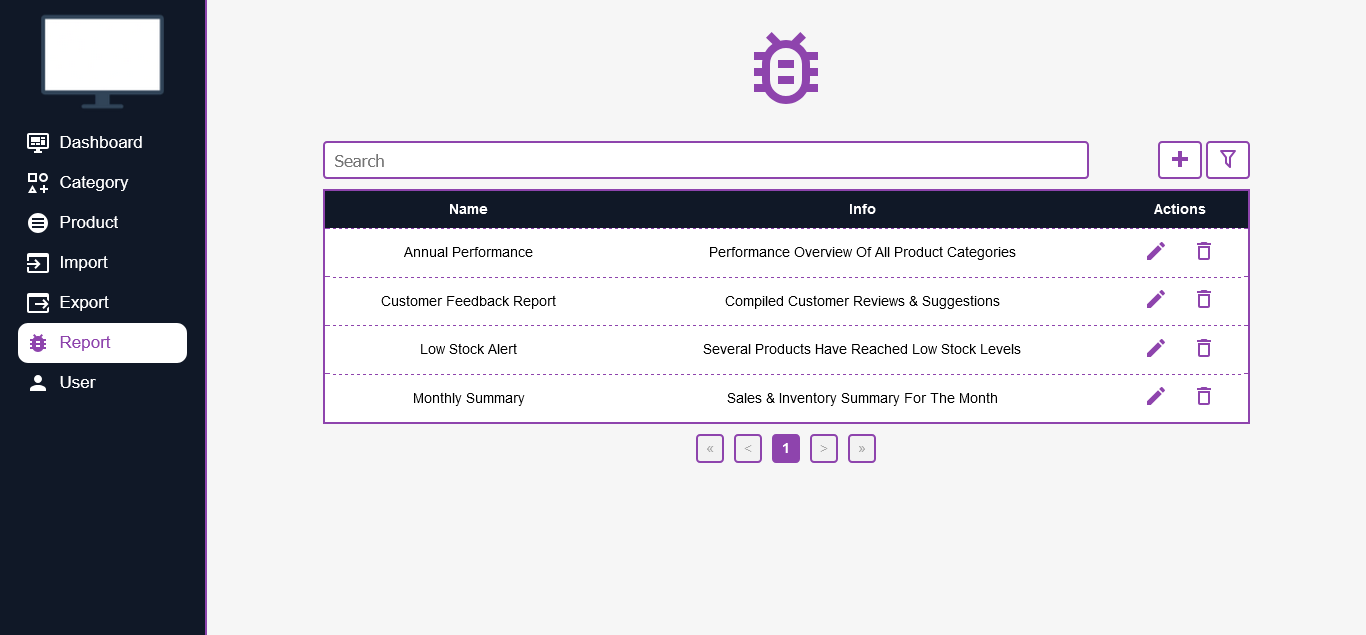 Dashboard
Category
Product
Import
Export
Report
User
Search
Name Info Actions
Annual Performance Performance Overview Of All Product Categories
Customer Feedback Report Compiled Customer Reviews & Suggestions
Low Stock Alert Several Products Have Reached Low Stock Levels
Monthly Summary Sales & Inventory Summary For The Month
« < 1 > »